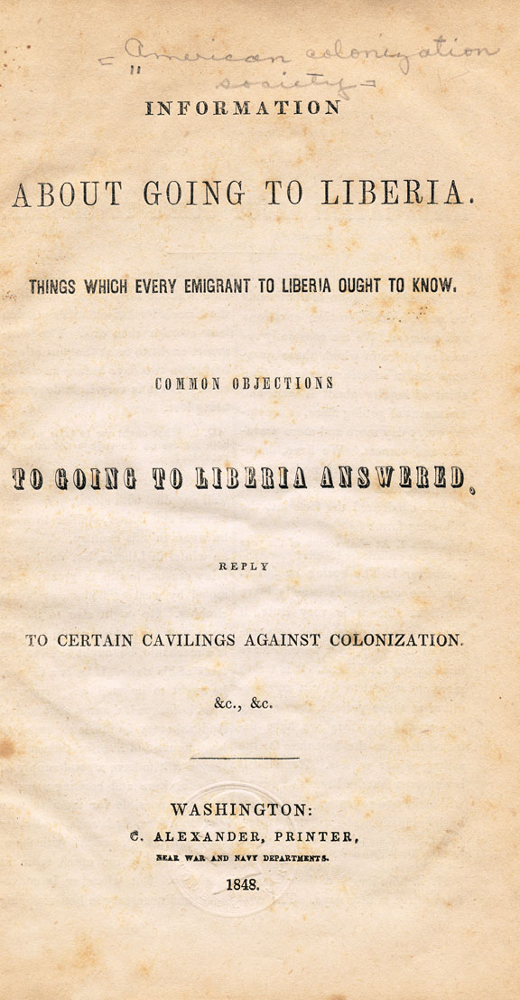 = American colonization
" society =
INFORMATION
ABOUT GOING TO LIBERIA.
THINGS WHICH EVERY EMIGRANT TO LIBERIA OUGHT TO KNOW.
COMMON OBJECTIONS
TO GOING TO LIBERIA ANSWERED.
REPLY
TO CERTAIN CAVILINGS AGAINST COLONIZATION.
&c., &c.
WASHINGTON:
C. ALEXANDER, PRINTER,
NEAR WAR AND NAVY DEPARTMENTS.
1848.